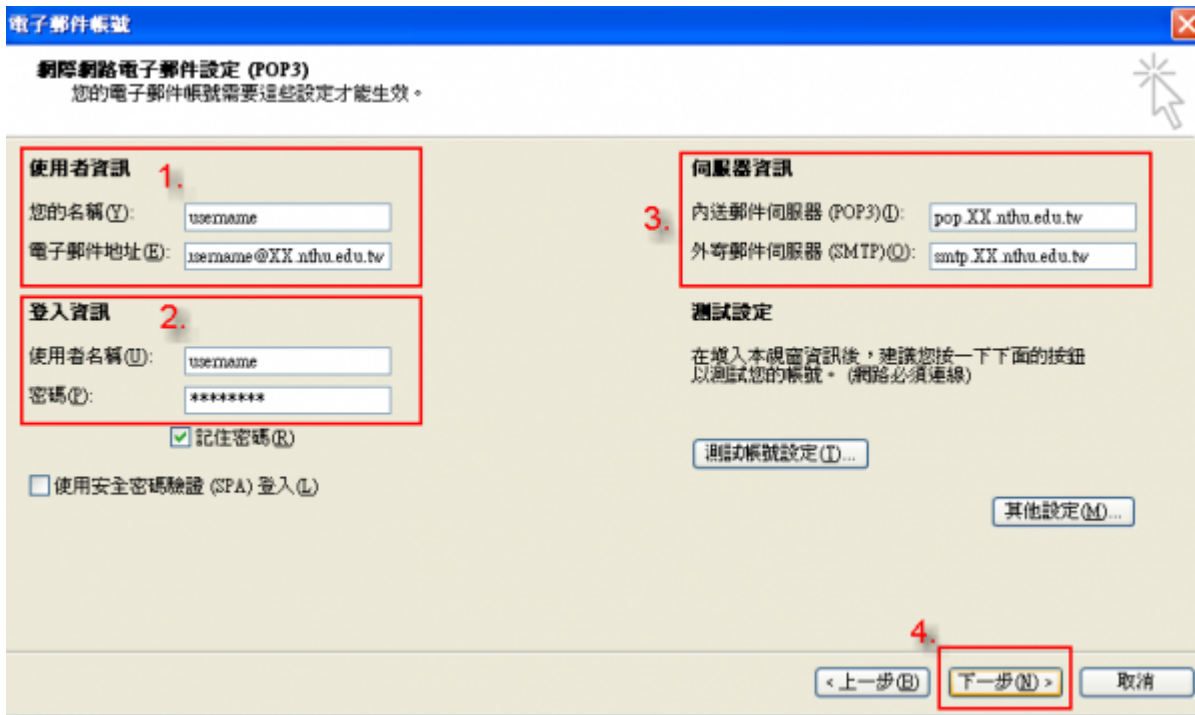 電子郵件帳號
網際網路電子郵件設定 (POP3)
您的電子郵件帳號需要這些設定才能生效。
使用者資訊 1.
您的名稱(Y): username
電子郵件地址(E): username@XX.nthu.edu.tw
登入資訊 2.
使用者名稱(U): username
密碼(P): ********
記住密碼(R)
使用安全密碼驗證 (SPA) 登入(L)
3. 伺服器資訊
內送郵件伺服器 (POP3)(I): pop.XX.nthu.edu.tw
外寄郵件伺服器 (SMTP)(O): smtp.XX.nthu.edu.tw
測試設定
在填入本視窗資訊後，建議您按一下下面的按鈕
以測試您的帳號。 (網路必須連線)
測試帳號設定(T)...
其他設定(M)...
4.
<上一步(B) 下一步(N) > 取消